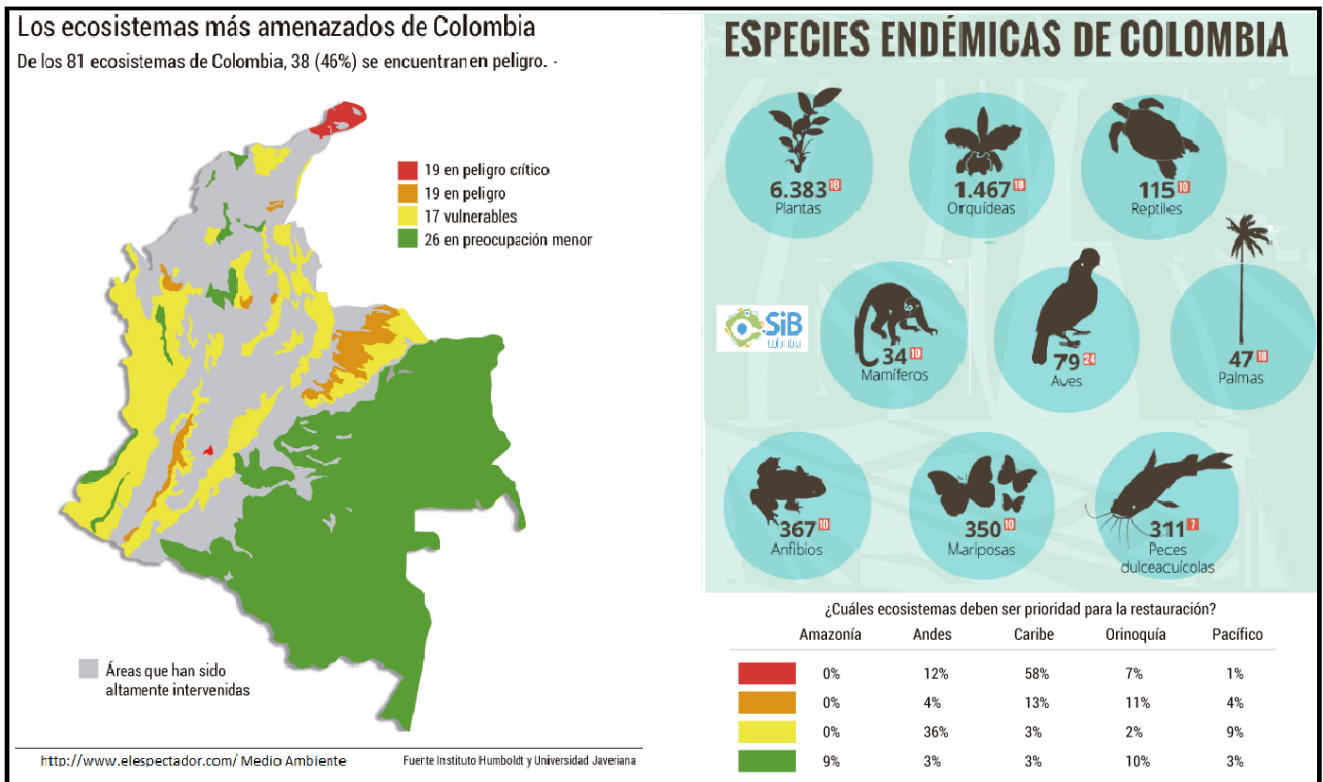 Los ecosistemas más amenazados de Colombia
De los 81 ecosistemas de Colombia, 38 (46%) se encuentran en peligro. -
19 en peligro crítico
19 en peligro
17 vulnerables
26 en preocupación menor
Áreas que han sido
altamente intervenidas
http://www.elespectador.com/ Medio Ambiente
Fuente Instituto Humboldt y Universidad Javeriana
ESPECIES ENDÉMICAS DE COLOMBIA
6.383 18
Plantas
1.467 18
Orquídeas
115 10
Reptiles
SiB
Colombia
34 10
Mamíferos
79 24
Aves
47 18
Palmas
367 10
Anfibios
350 10
Mariposas
311 7
Peces
dulceacuícolas
¿Cuáles ecosistemas deben ser prioridad para la restauración?
Amazonía Andes Caribe Orinoquía Pacífico
0% 12% 58% 7% 1%
0% 4% 13% 11% 4%
0% 36% 3% 2% 9%
9% 3% 3% 10% 3%